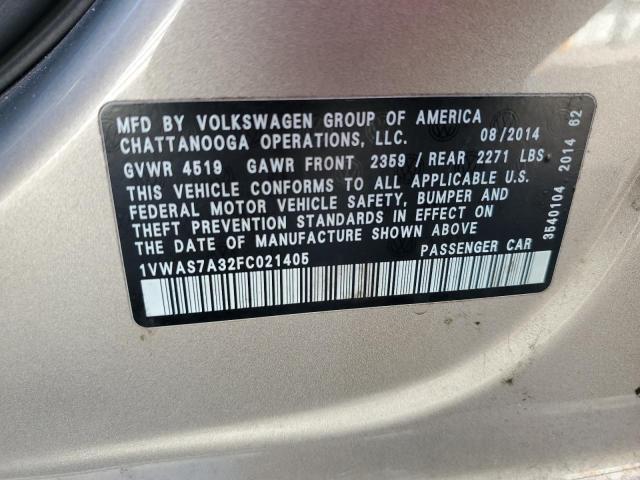 MFD BY VOLKSWAGEN GROUP OF AMERICA
CHATTANOOGA OPERATIONS, LLC. 08/2014
GVWR 4519 GAWR FRONT 2359 / REAR 2271 LBS
THIS VEHICLE CONFORMS TO ALL APPLICABLE U.S.
FEDERAL MOTOR VEHICLE SAFETY, BUMPER AND
THEFT PREVENTION STANDARDS IN EFFECT ON
THE DATE OF MANUFACTURE SHOWN ABOVE
1VWAS7A32FC021405 PASSENGER CAR
3540104 2014 62